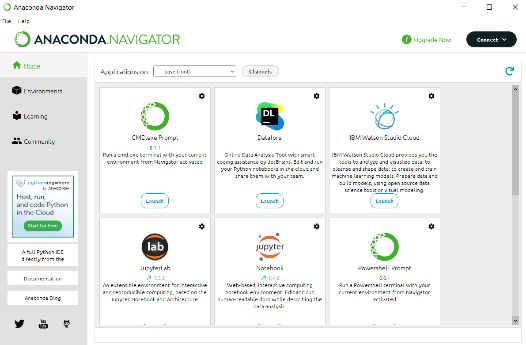 Anaconda Navigator
File Help
ANACONDA.NAVIGATOR
Upgrade Now
Connect
Home
Environments
Learning
Community
Applications on
base (root)
Channels
CMD.exe Prompt
0.1.1
Run a cmd.exe terminal with your current
environment from Navigator activated
Launch
DL
Datalore
Online Data Analysis Tool with smart
coding assistance by JetBrains. Edit and run
your Python notebooks in the cloud and
share them with your team.
Launch
IBM Watson Studio Cloud
IBM Watson Studio Cloud provides you the
tools to analyze and visualize data, to
cleanse and shape data, to create and train
machine learning models. Prepare data and
build models, using open source data
science tools or visual modeling.
Launch
lab
JupyterLab
An extensible environment for interactive
and reproducible computing, based on the
Jupyter Notebook and Architecture.
jupyter
Notebook
Web-based, interactive computing
notebook environment. Edit and run
human-readable docs while describing the
data analysis.
Powershell Prompt
0.0.1
Run a Powershell terminal with your
current environment from Navigator
activated
pythonanywhere
by ANACONDA
Host, run,
and code Python
in the Cloud
Start for free
A full Python IDE
directly from the
Documentation
Anaconda Blog
You
Tube